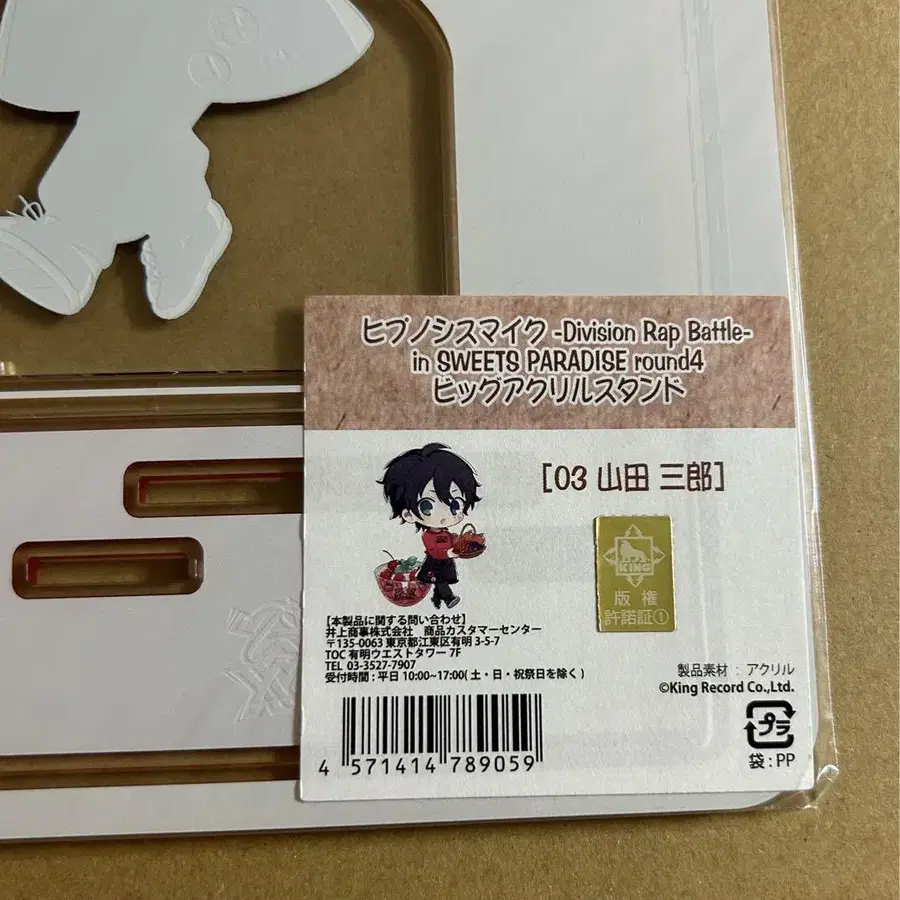 ヒプノシスマイク -Division Rap Battle-
in SWEETS PARADISE round4
ビッグアクリルスタンド
[03 山田 三郎]
KING
版権
許諾証①
【本製品に関する問い合わせ】
井上商事株式会社 商品カスタマーセンター
〒135-0063 東京都江東区有明 3-5-7
TOC 有明ウエストタワー 7F
TEL 03-3527-7907
受付時間 : 平日 10:00~17:00( 土・日・祝祭日を除く )
製品素材 : アクリル
©King Record Co.,Ltd.
プラ
袋 : PP
4 571414 789059